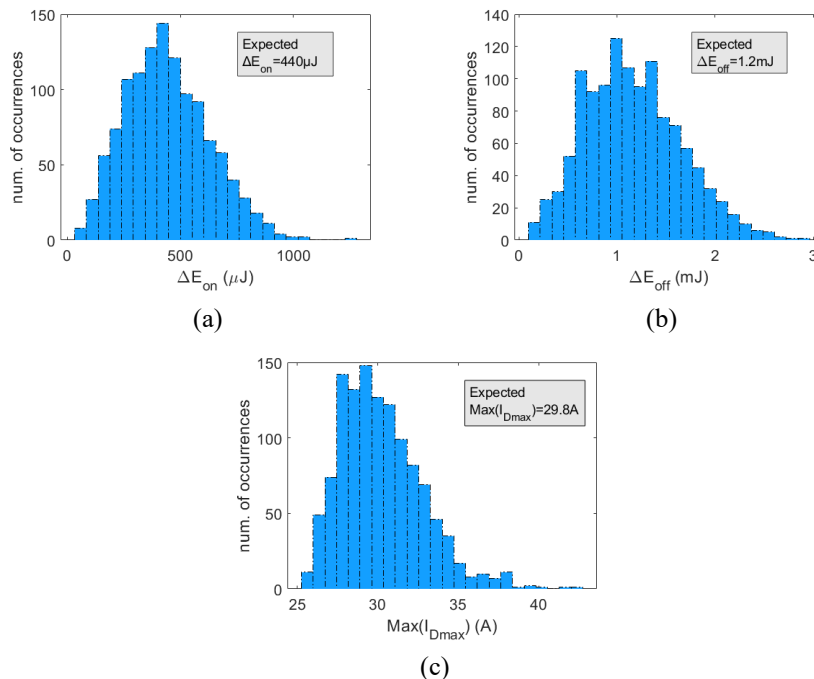 150
100
50
0
num. of occurrences
Expected
ΔE_on=440μJ
0 500 1000
ΔE_on (μJ)
(a)
140
120
100
80
60
40
20
0
num. of occurrences
Expected
ΔE_off=1.2mJ
0 1 2 3
ΔE_off (mJ)
(b)
150
100
50
0
num. of occurrences
Expected
Max(I_Dmax)=29.8A
25 30 35 40
Max(I_Dmax) (A)
(c)